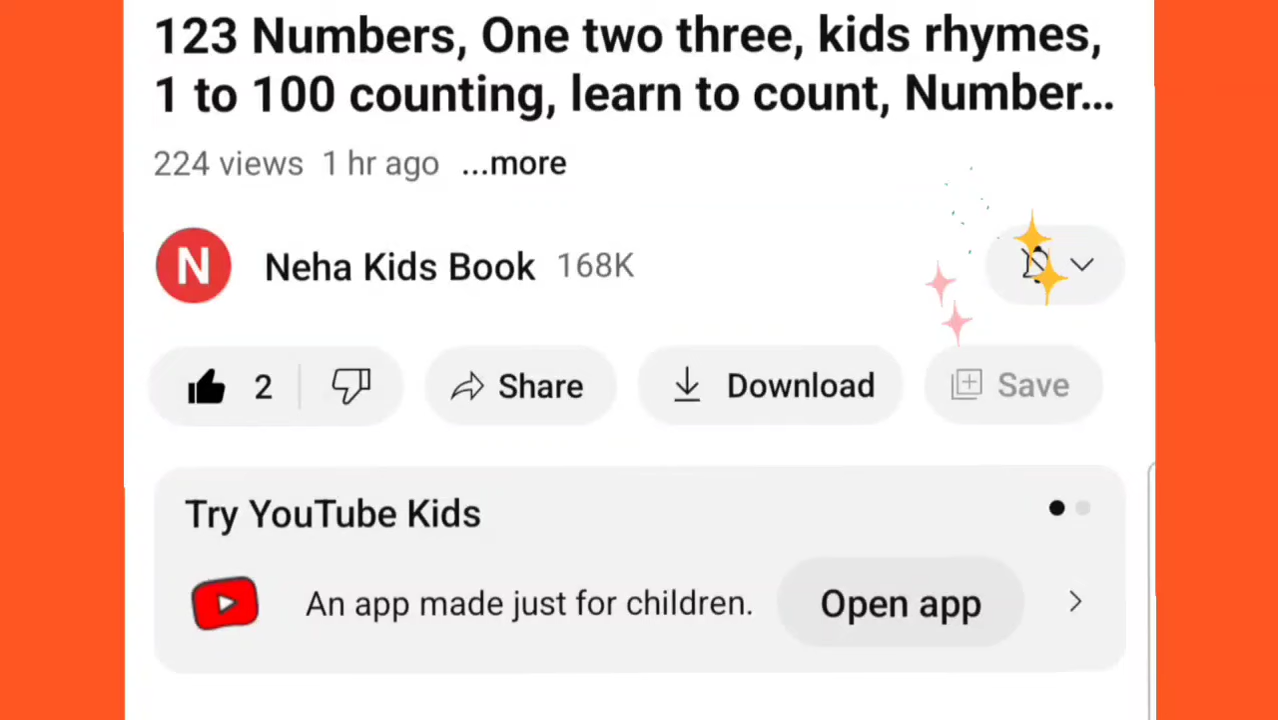 123 Numbers, One two three, kids rhymes,
1 to 100 counting, learn to count, Number...
224 views 1 hr ago ...more
N Neha Kids Book 168K
2 Share Download Save
Try YouTube Kids
An app made just for children. Open app